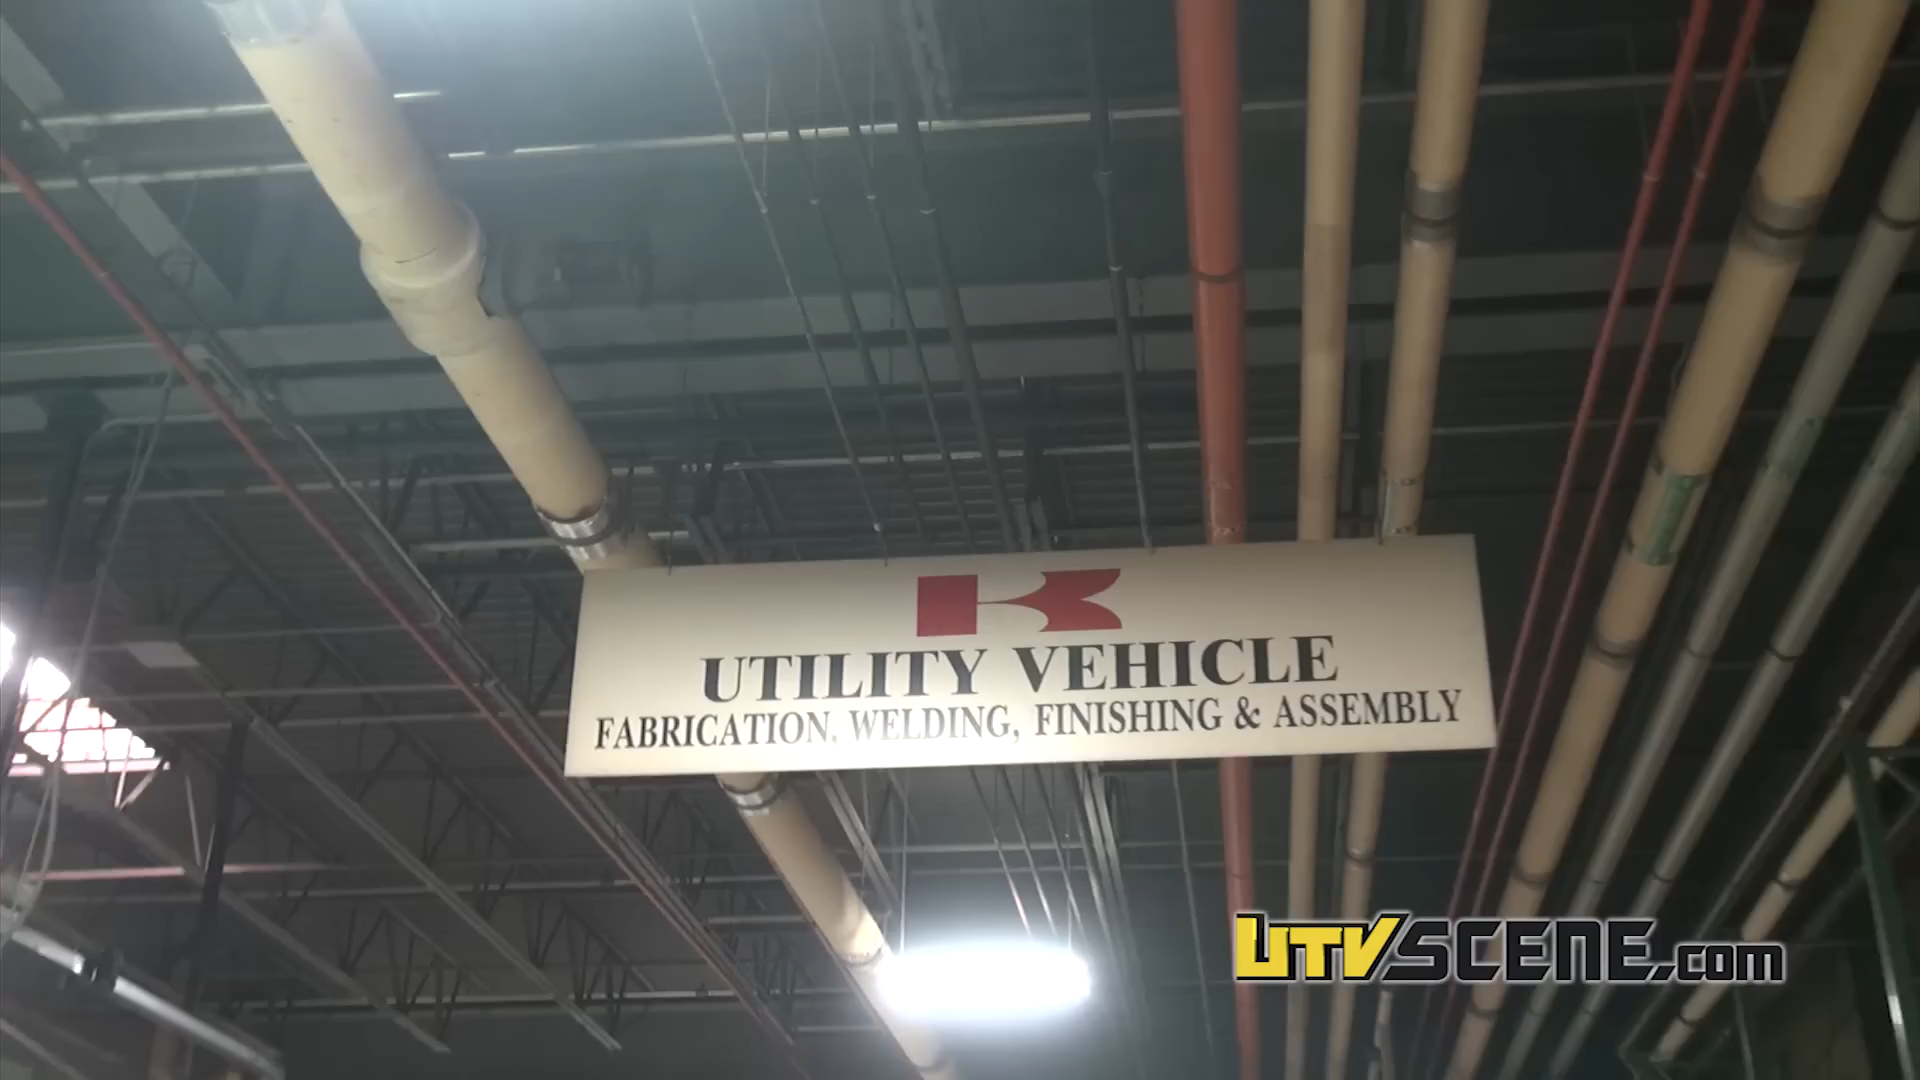 K
UTILITY VEHICLE
FABRICATION, WELDING, FINISHING & ASSEMBLY
UTVSCENE.com